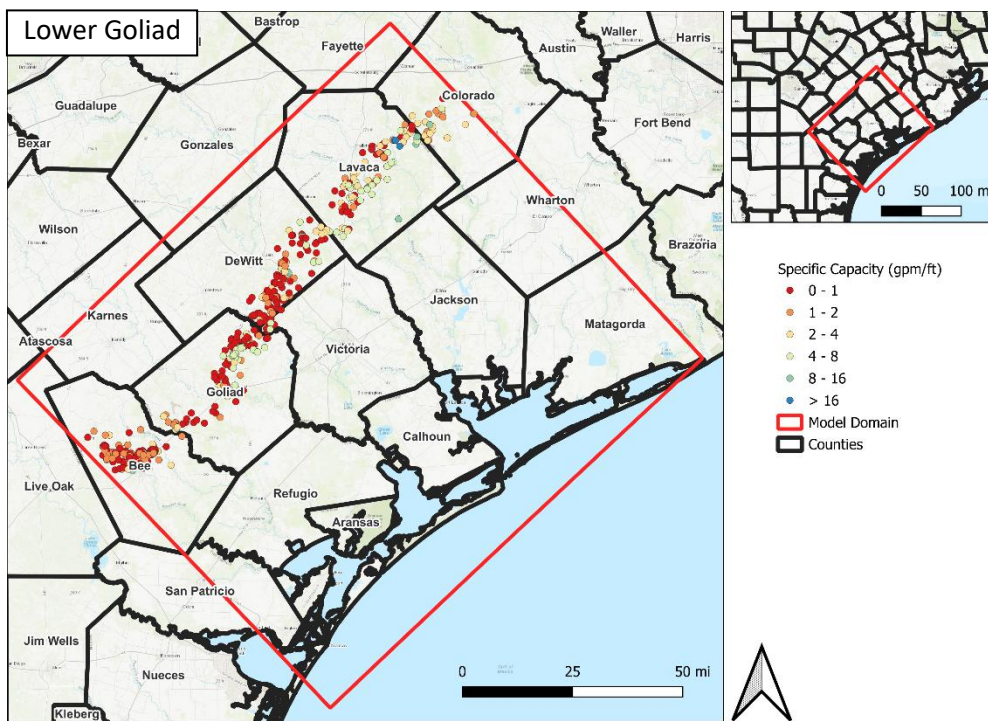 Lower Goliad
Bastrop
Fayette
Austin
Waller
Harris
Guadalupe
Colorado
Bexar
Gonzales
Fort Bend
Lavaca
Wharton
Wilson
Brazoria
DeWitt
Jackson
Karnes
Matagorda
Atascosa
Victoria
Goliad
Calhoun
Bee
Live Oak
Refugio
Aransas
San Patricio
Jim Wells
Nueces
Kleberg
0 25 50 mi
0 50 100 mi
Specific Capacity (gpm/ft)
0 - 1
1 - 2
2 - 4
4 - 8
8 - 16
> 16
Model Domain
Counties